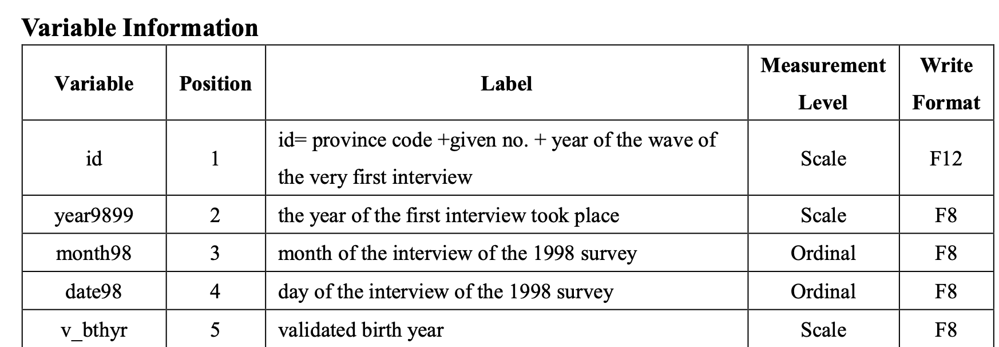 Variable Information
Variable Position Label Measurement Level Write Format
id 1 id= province code +given no. + year of the wave of the very first interview Scale F12
year9899 2 the year of the first interview took place Scale F8
month98 3 month of the interview of the 1998 survey Ordinal F8
date98 4 day of the interview of the 1998 survey Ordinal F8
v_bthyr 5 validated birth year Scale F8